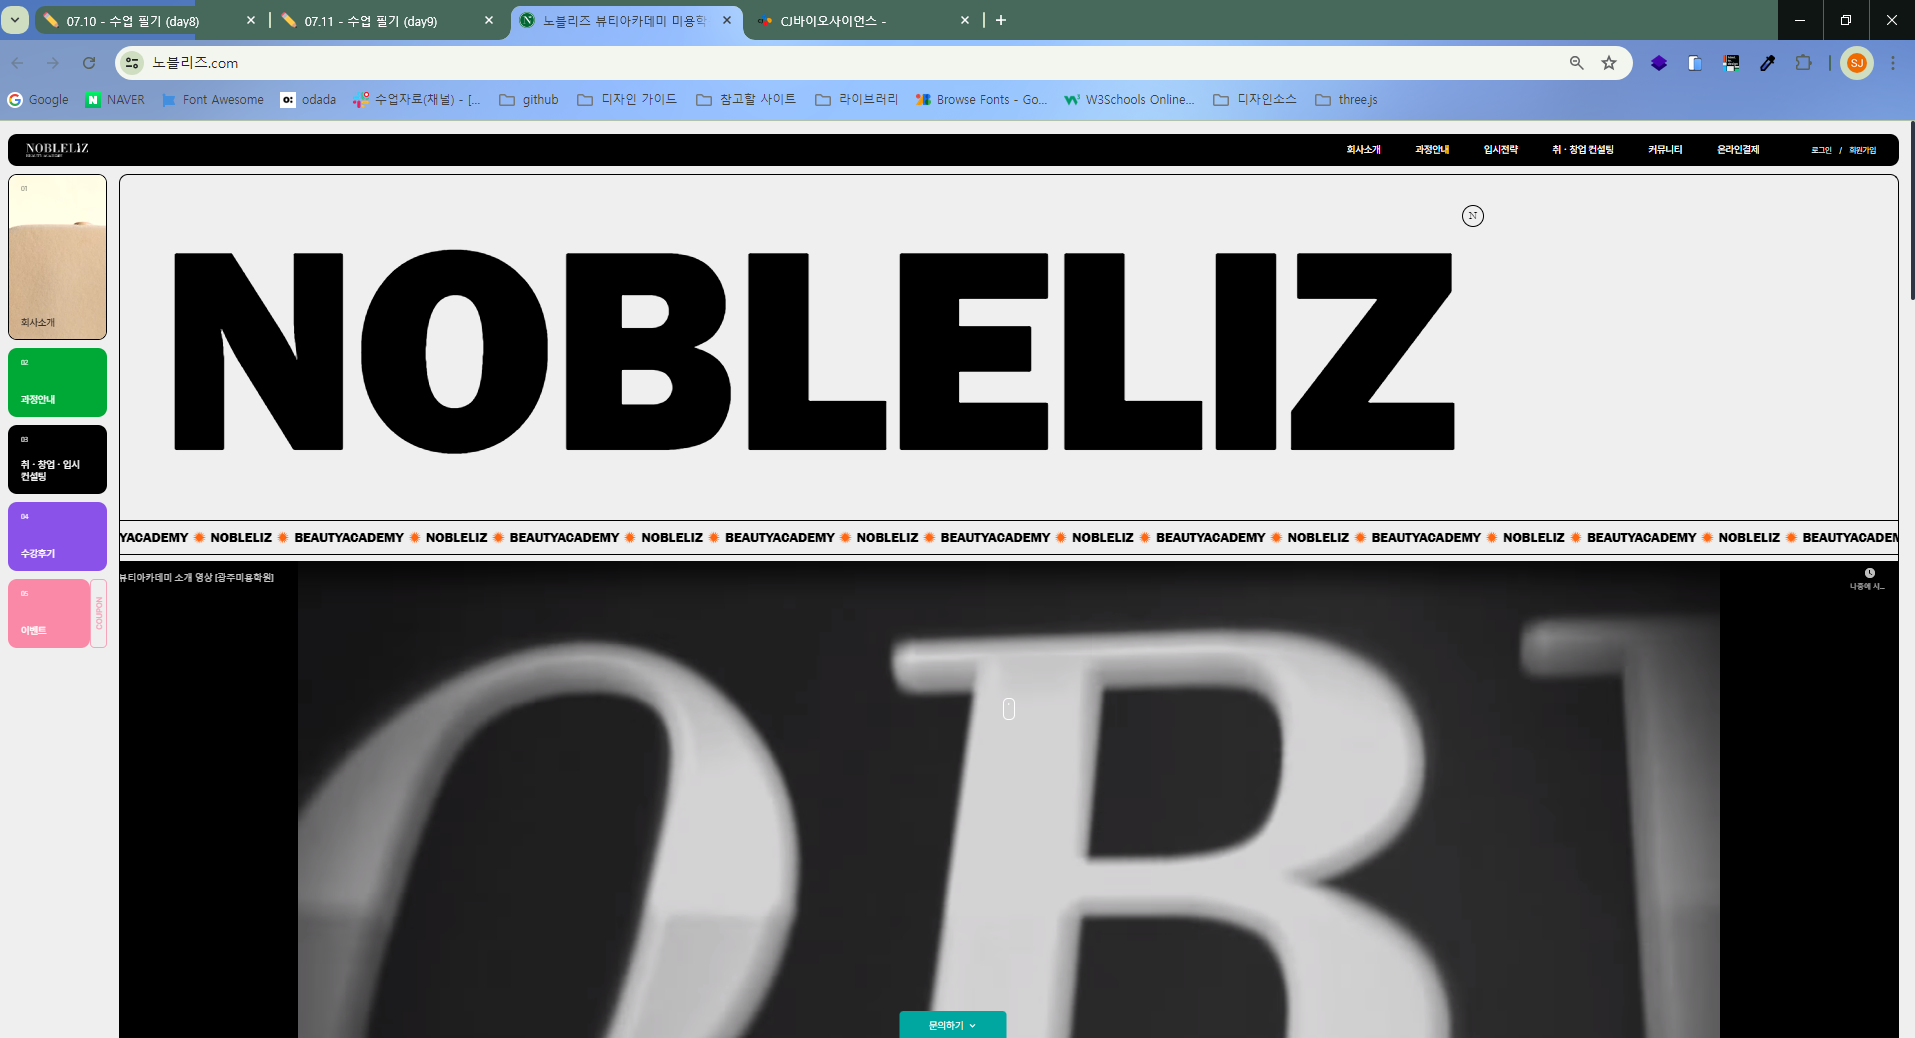 07.10 - 수업 필기 (day8)
07.11 - 수업 필기 (day9)
노블리즈 뷰티아카데미 미용학
CJ바이오사이언스 -
노블리즈.com
SJ
Google
NAVER
Font Awesome
odada
수업자료(채널) - [...
github
디자인 가이드
참고할 사이트
라이브러리
Browse Fonts - Go...
W3Schools Online...
디자인소스
three.js
NOBLELIZ
회사소개
과정안내
입시전략
취 · 창업 컨설팅
커뮤니티
온라인결제
로그인 / 회원가입
01
회사소개
02
과정안내
03
취 · 창업 · 입시
컨설팅
04
수강후기
05
이벤트
COUPON
N
NOBLELIZ
YACADEMY ✹ NOBLELIZ ✹ BEAUTYACADEMY ✹ NOBLELIZ ✹ BEAUTYACADEMY ✹ NOBLELIZ ✹ BEAUTYACADEMY ✹ NOBLELIZ ✹ BEAUTYACADEMY ✹ NOBLELIZ ✹ BEAUTYACADEMY ✹ NOBLELIZ ✹ BEAUTYACADEMY ✹ NOBLELIZ ✹ BEAUTYACADEMY ✹ NOBLELIZ ✹ BEAUTYACADEM
뷰티아카데미 소개 영상 [광주미용학원]
나중에 시...
OB
문의하기